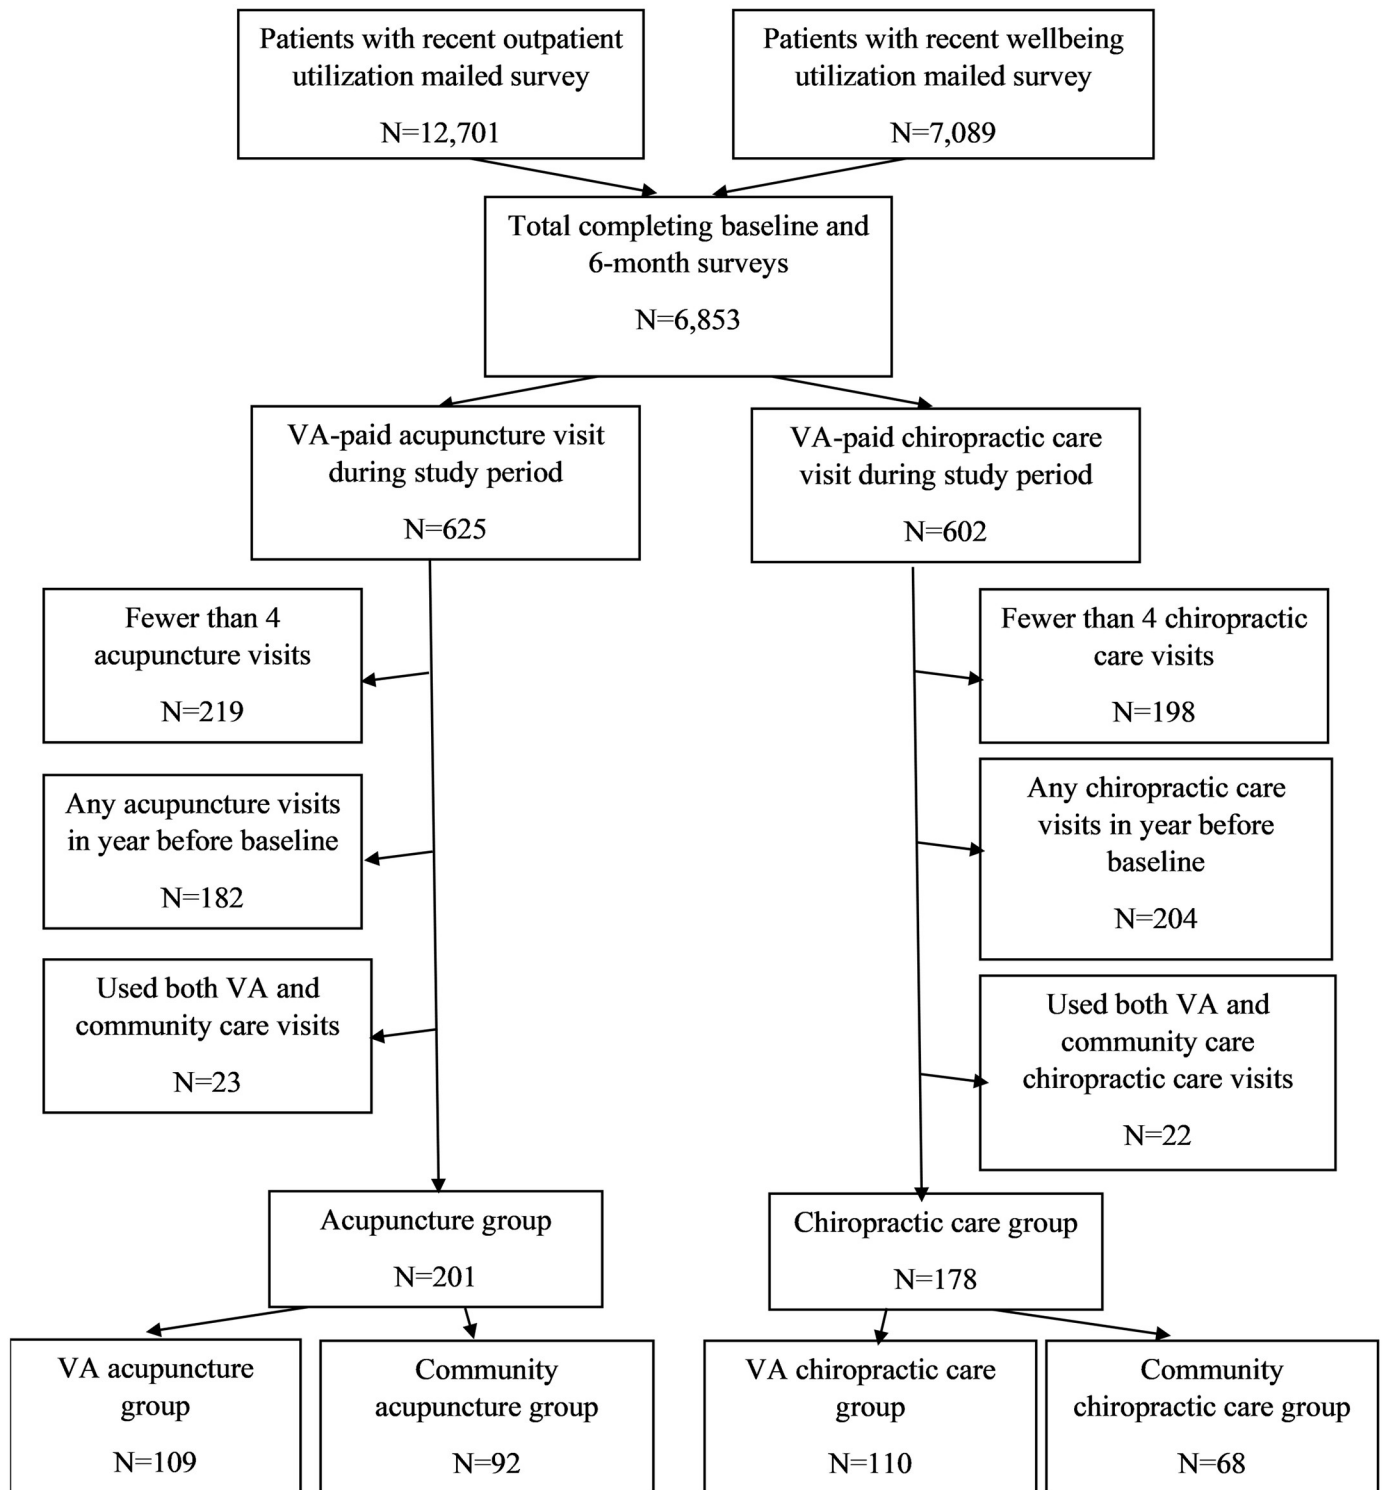 Patients with recent outpatient
utilization mailed survey
N=12,701
Patients with recent wellbeing
utilization mailed survey
N=7,089
Total completing baseline and
6-month surveys
N=6,853
VA-paid acupuncture visit
during study period
N=625
VA-paid chiropractic care
visit during study period
N=602
Fewer than 4
acupuncture visits
N=219
Fewer than 4 chiropractic
care visits
N=198
Any acupuncture visits
in year before baseline
N=182
Any chiropractic care
visits in year before
baseline
N=204
Used both VA and
community care visits
N=23
Used both VA and
community care
chiropractic care visits
N=22
Acupuncture group
N=201
Chiropractic care group
N=178
VA acupuncture
group
N=109
Community
acupuncture group
N=92
VA chiropractic care
group
N=110
Community
chiropractic care group
N=68